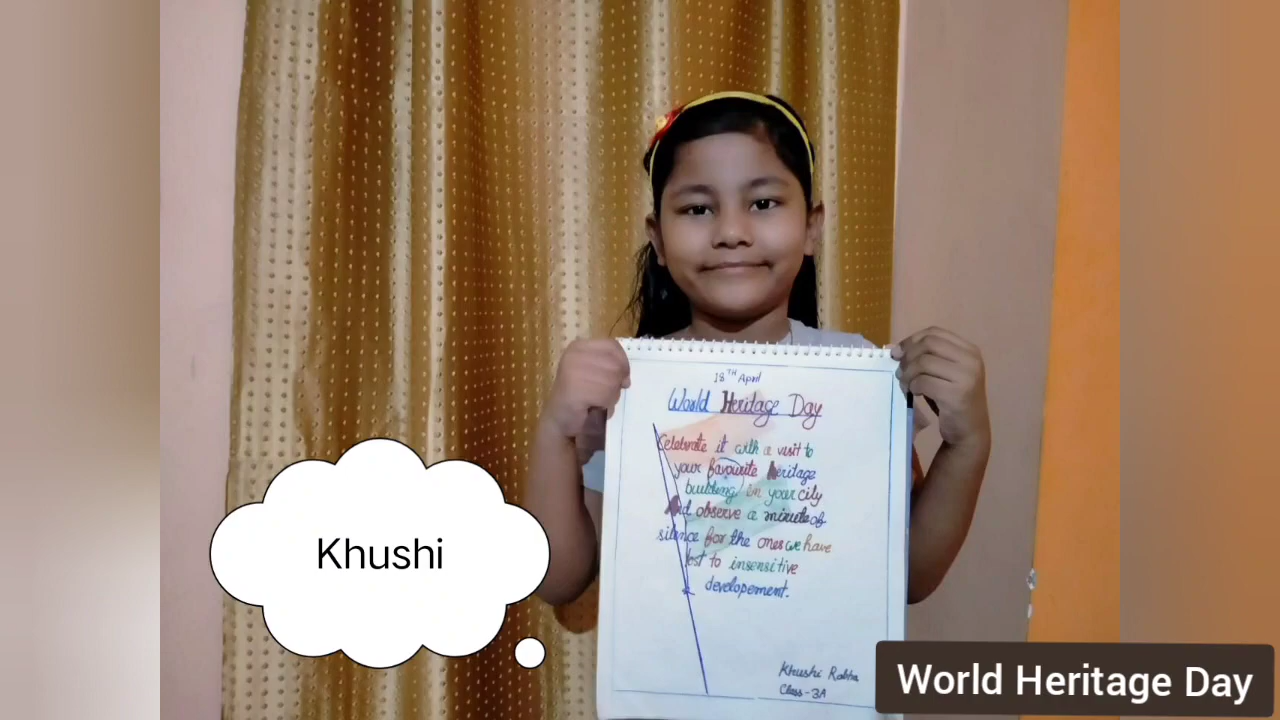 18TH April
World Heritage Day
Celebrate it with a visit to
your favourite heritage
building in your city
And observe a minute of
silence for the ones we have
lost to insensitive
developement.
Khushi Rabha
Class - 3A
Khushi
World Heritage Day